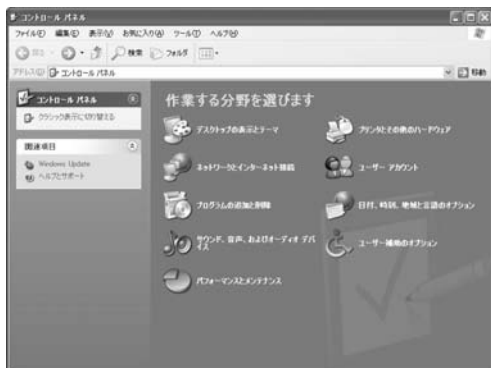 コントロール パネル
ファイル(F) 編集(E) 表示(V) お気に入り(A) ツール(T) ヘルプ(H)
戻る 検索 フォルダ
アドレス(D) コントロール パネル 移動
コントロール パネル
クラシック表示に切り替える
関連項目
Windows Update
ヘルプとサポート
作業する分野を選びます
デスクトップの表示とテーマ
プリンタとその他のハードウェア
ネットワークとインターネット接続
ユーザー アカウント
プログラムの追加と削除
日付、時刻、地域と言語のオプション
サウンド、音声、およびオーディオ デバ
イス
ユーザー補助のオプション
パフォーマンスとメンテナンス